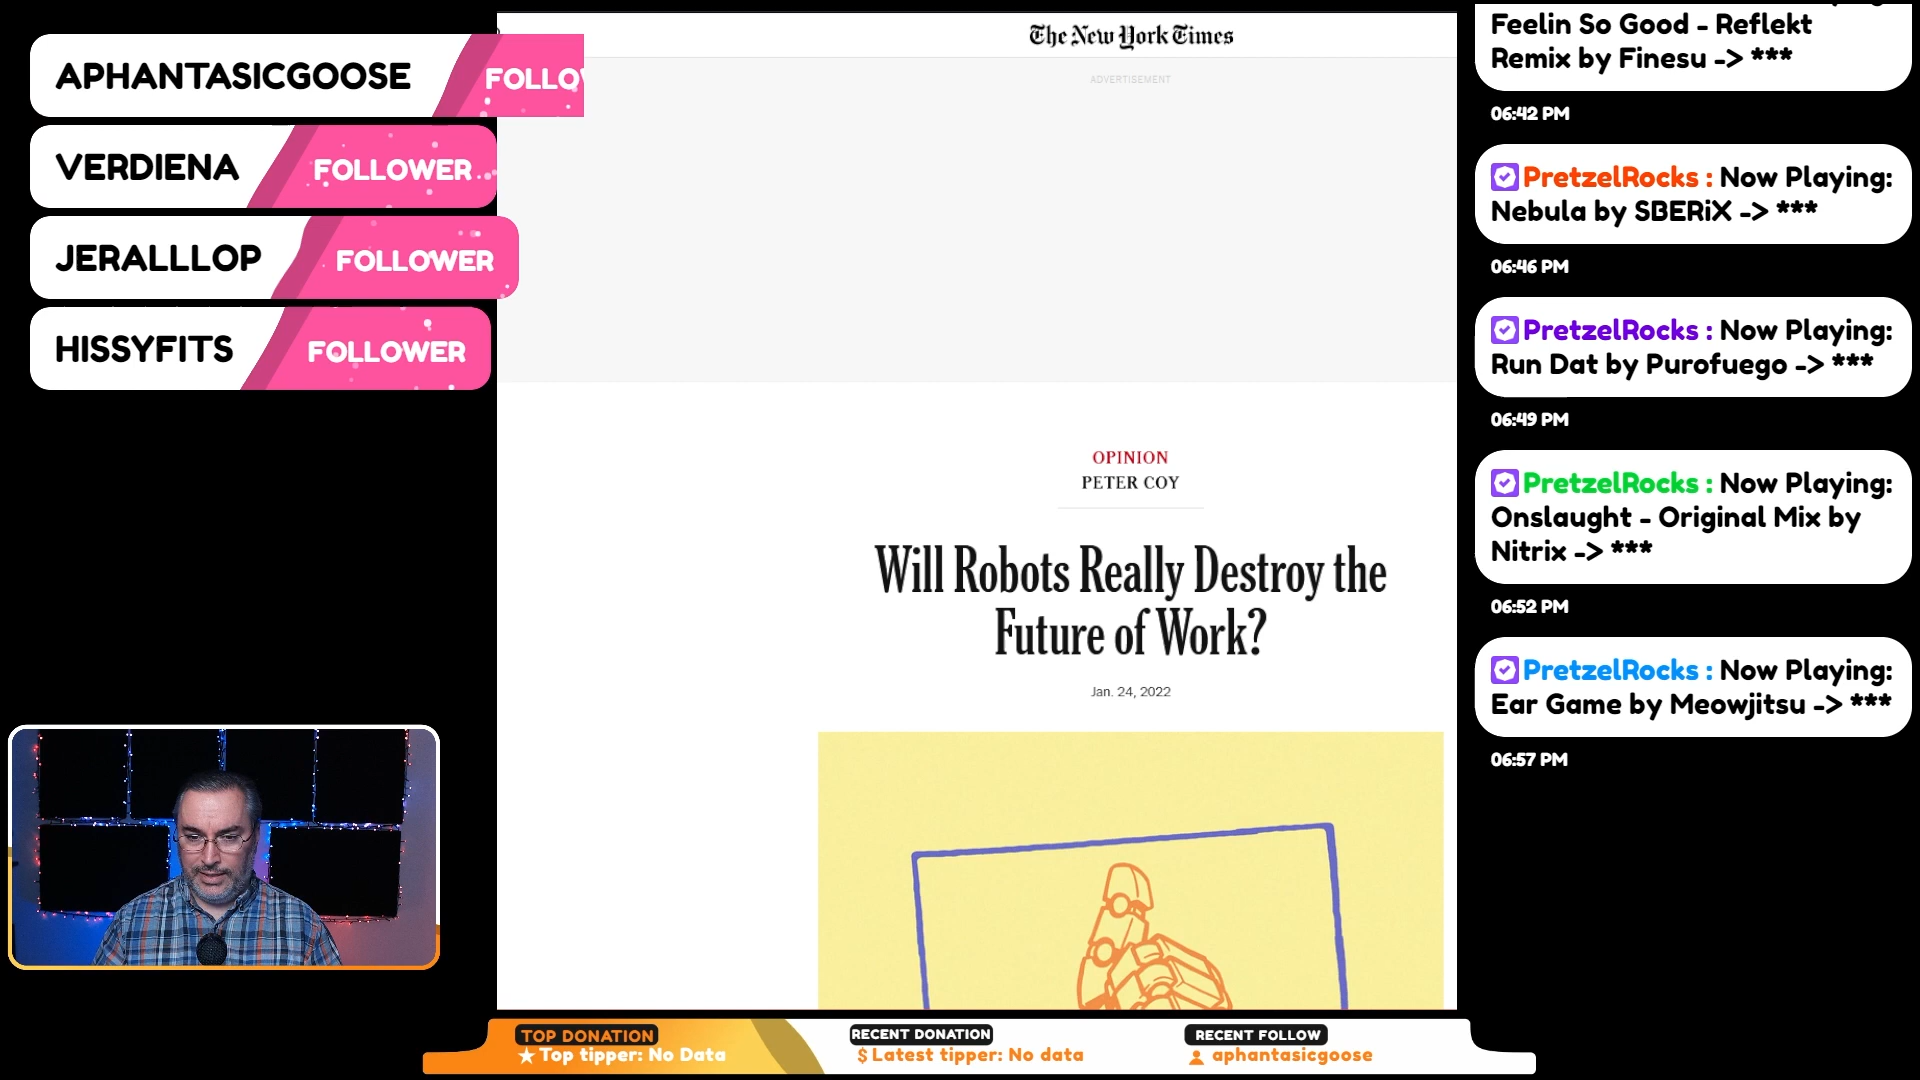 APHANTASICGOOSE
FOLLOW
VERDIENA
FOLLOWER
JERALLLOP
FOLLOWER
HISSYFITS
FOLLOWER
The New York Times
ADVERTISEMENT
OPINION
PETER COY
Will Robots Really Destroy the
Future of Work?
Jan. 24, 2022
Feelin So Good - Reflekt
Remix by Finesu -> ***
06:42 PM
PretzelRocks : Now Playing:
Nebula by SBERiX -> ***
06:46 PM
PretzelRocks : Now Playing:
Run Dat by Purofuego -> ***
06:49 PM
PretzelRocks : Now Playing:
Onslaught - Original Mix by
Nitrix -> ***
06:52 PM
PretzelRocks : Now Playing:
Ear Game by Meowjitsu -> ***
06:57 PM
TOP DONATION
Top tipper: No Data
RECENT DONATION
$ Latest tipper: No data
RECENT FOLLOW
aphantasicgoose